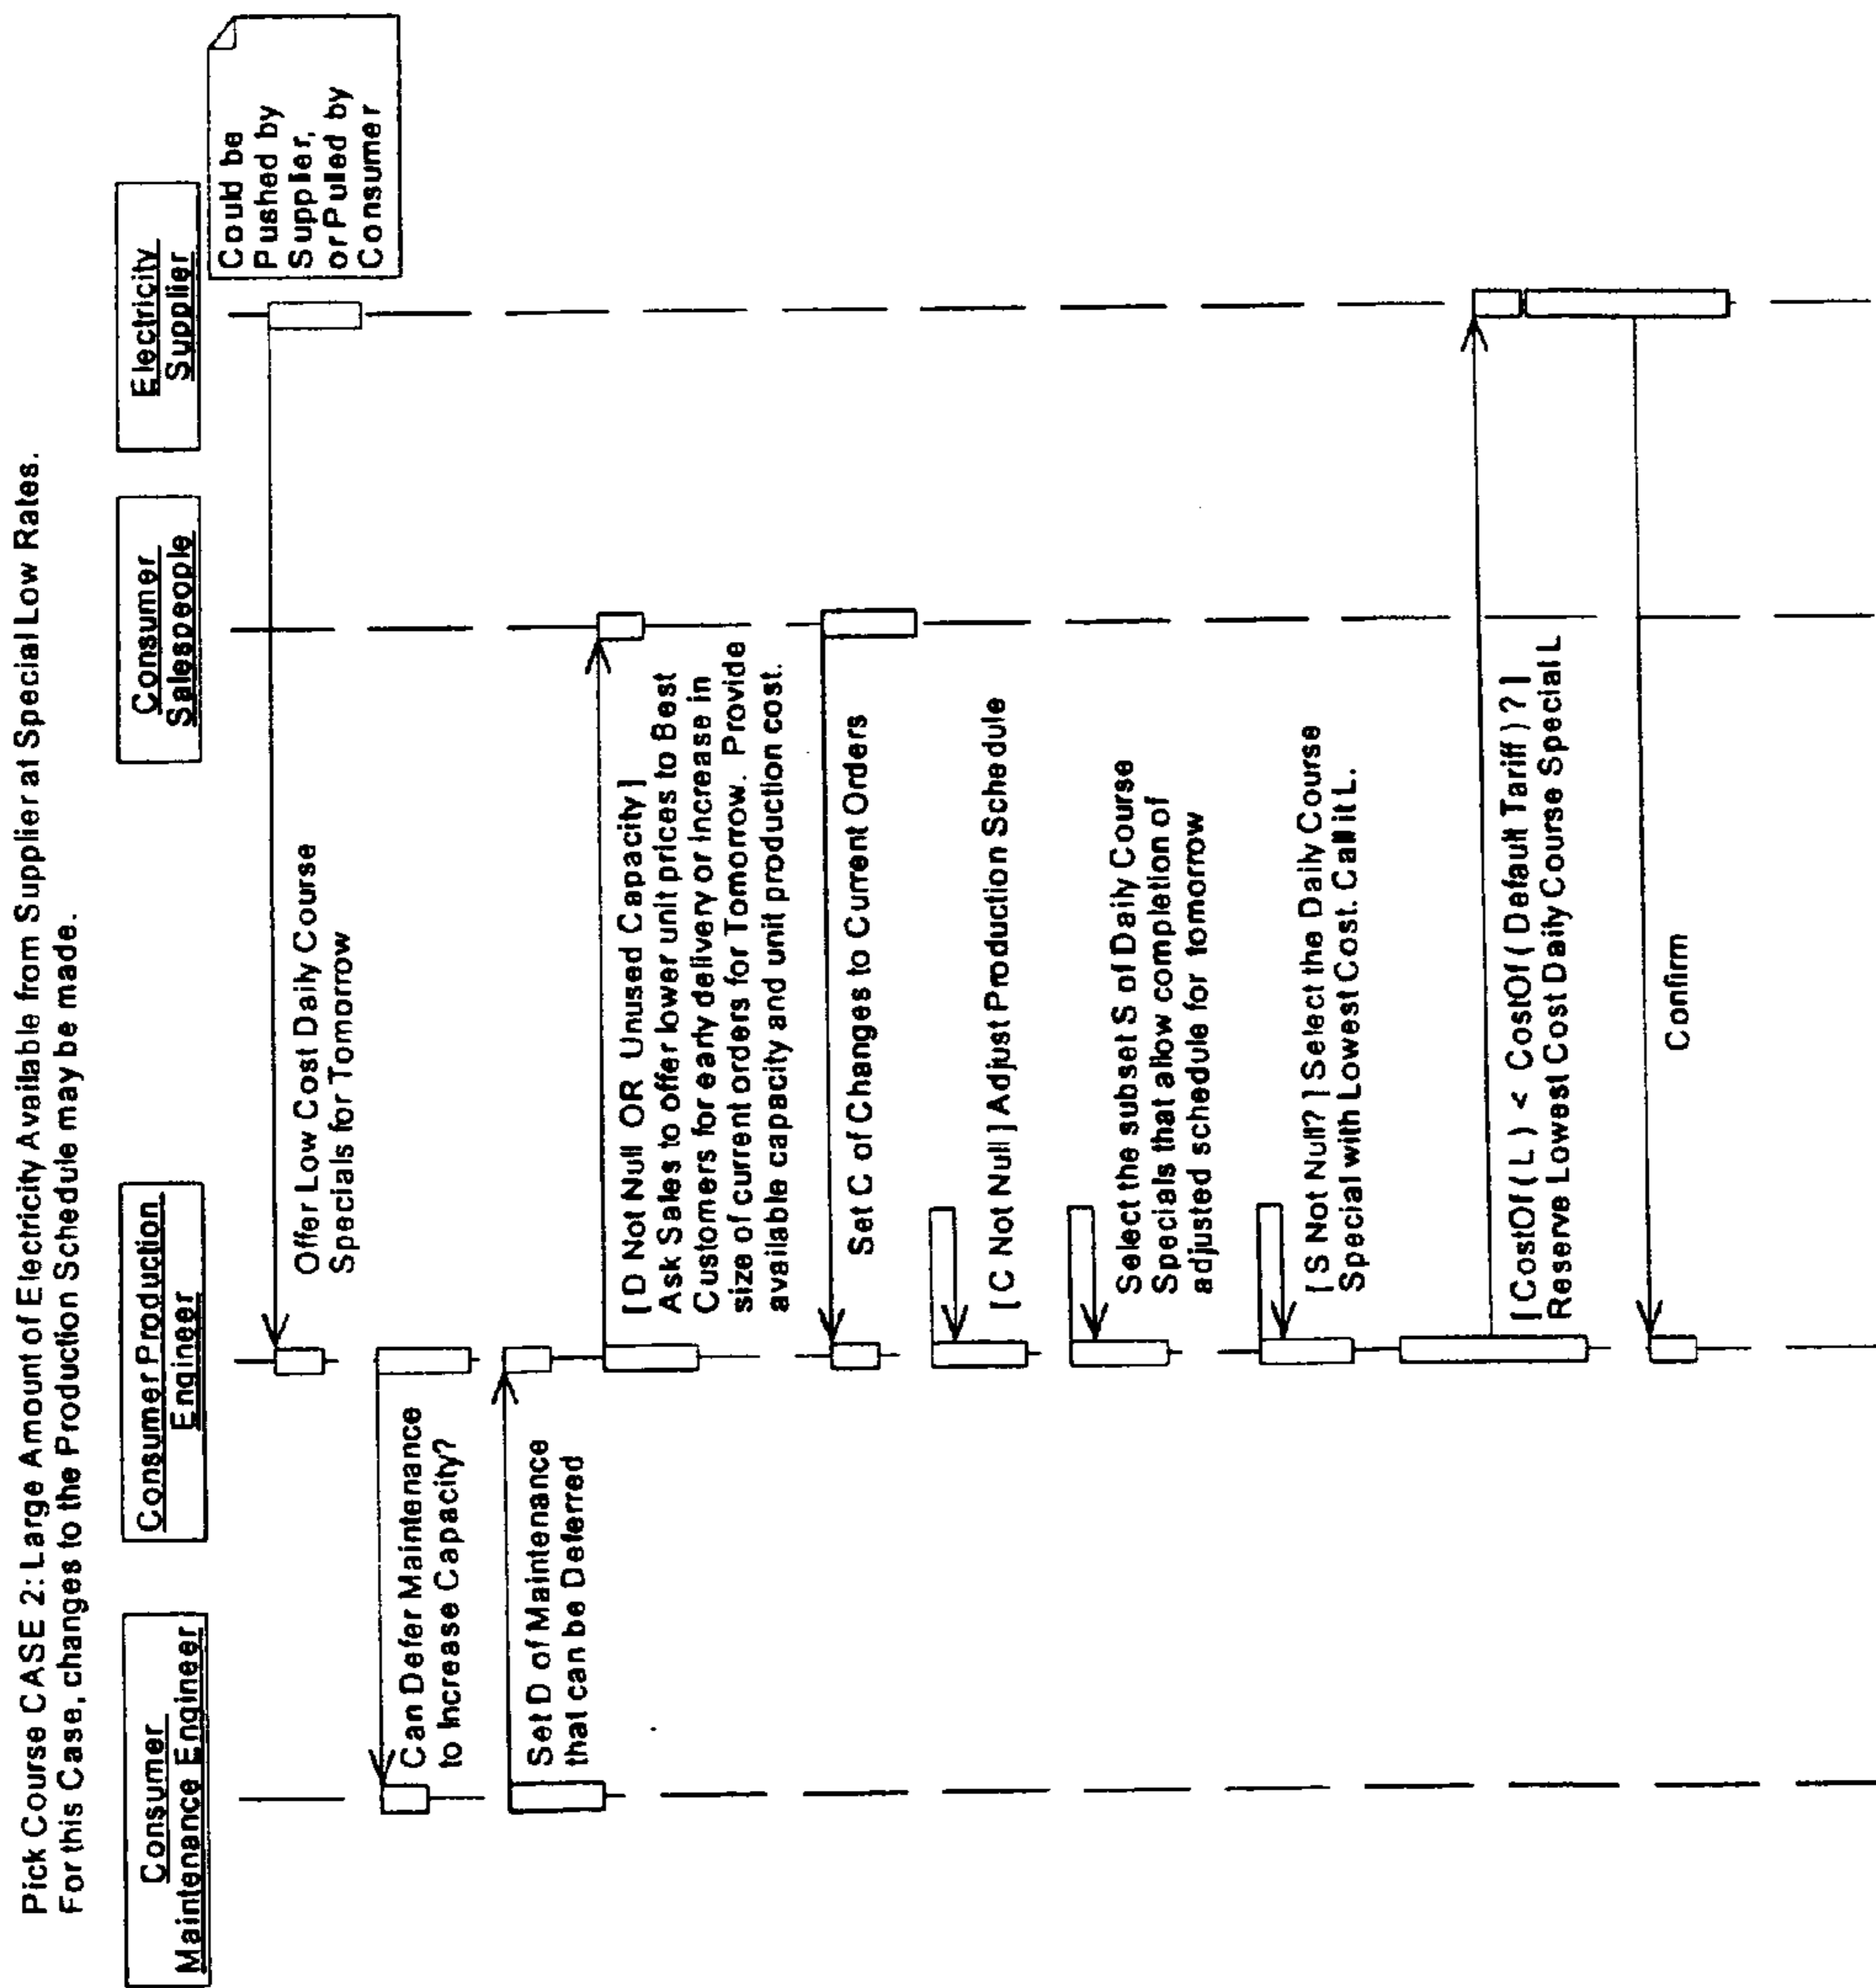 Pick Course CASE 2: Large Amount of Electricity Available from Supplier at Special Low Rates.
For this Case, changes to the Production Schedule may be made.
Consumer
Maintenance Engineer
Consumer Production
Engineer
Consumer
Salespeople
Electricity
Supplier
Could be
Pushed by
Supplier,
or Pulled by
Consumer
Offer Low Cost Daily Course
Specials for Tomorrow
Can Defer Maintenance
to Increase Capacity?
Set D of Maintenance
that can be Deferred
[D Not Null OR Unused Capacity]
Ask Sales to offer lower unit prices to Best
Customers for early delivery or increase in
size of current orders for Tomorrow. Provide
available capacity and unit production cost.
Set C of Changes to Current Orders
[C Not Null] Adjust Production Schedule
Select the subset S of Daily Course
Specials that allow completion of
adjusted schedule for tomorrow
[S Not Null?] Select the Daily Course
Special with Lowest Cost. Call it L.
[CostOf(L) < CostOf(Default Tariff)?]
Reserve Lowest Cost Daily Course Special L
Confirm